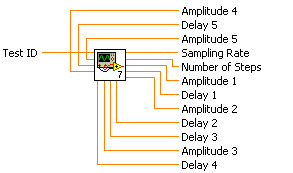 Amplitude 4
Delay 5
Amplitude 5
Test ID
Sampling Rate
Number of Steps
7
Amplitude 1
Delay 1
Amplitude 2
Delay 2
Delay 3
Amplitude 3
Delay 4